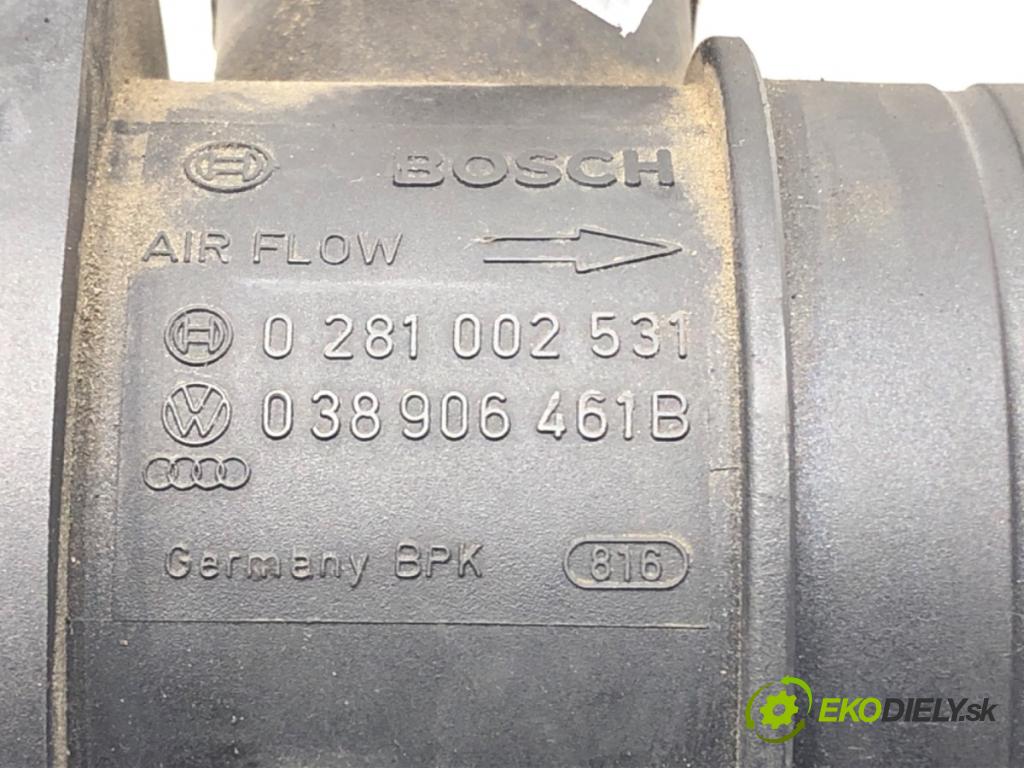 BOSCH
AIR FLOW
0 281 002 531
038 906 461B
Germany BPK 816
EKODIELY.sk